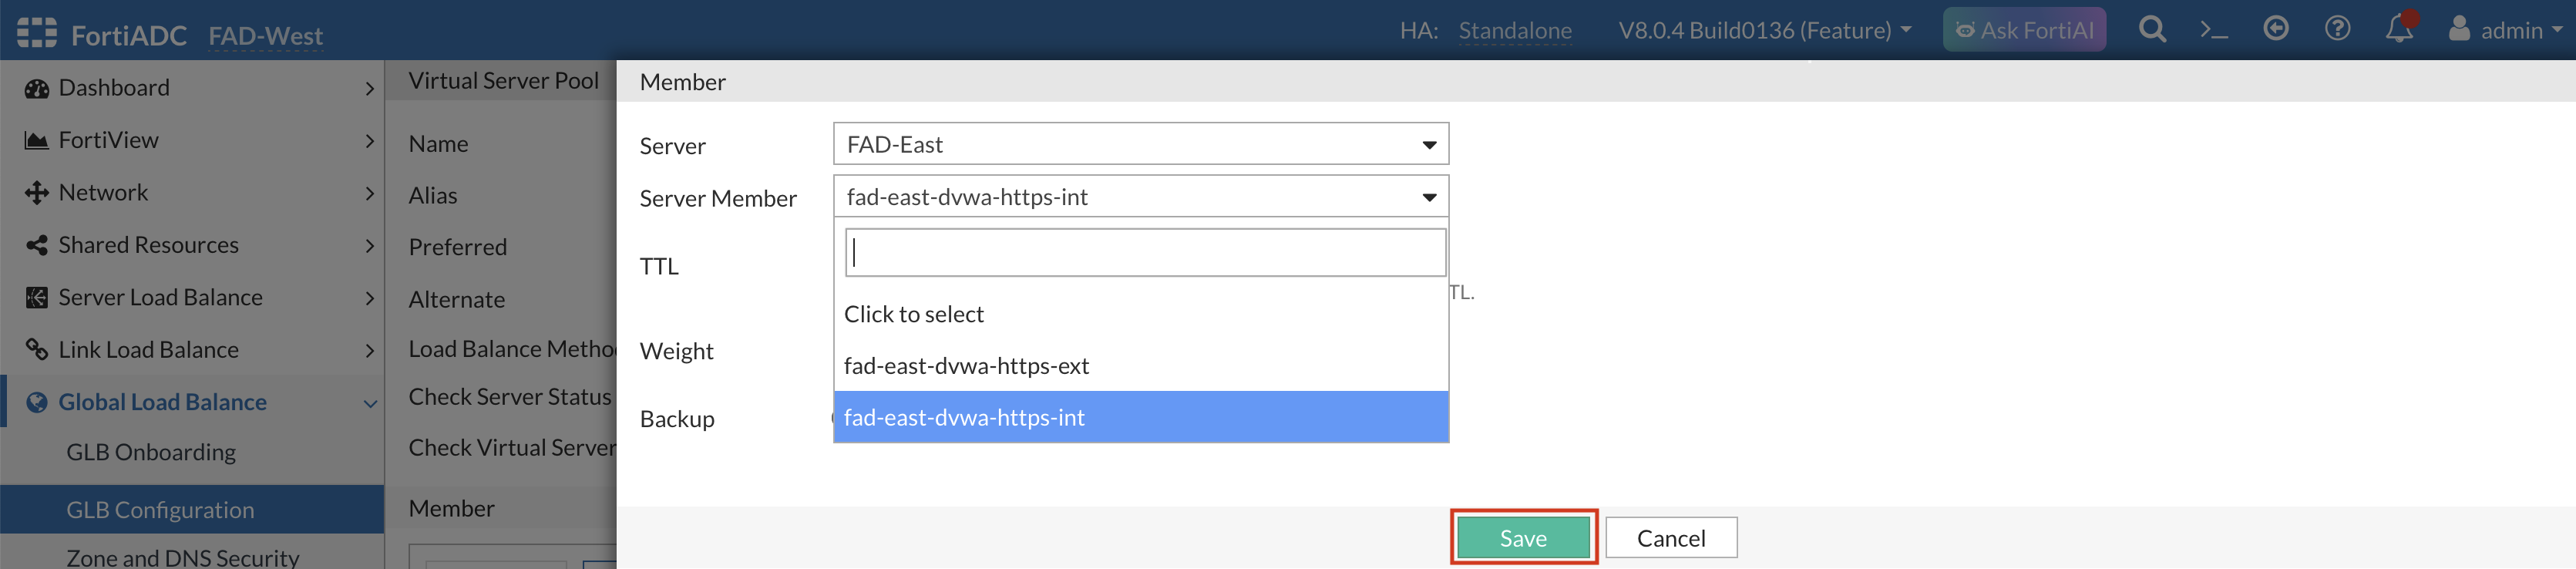 FortiADC FAD-West HA: Standalone V8.0.4 Build0136 (Feature) Ask FortiAI admin
Dashboard
FortiView
Network
Shared Resources
Server Load Balance
Link Load Balance
Global Load Balance
GLB Onboarding
GLB Configuration
Zone and DNS Security
Virtual Server Pool
Name
Alias
Preferred
Alternate
Load Balance Metho
Check Server Status
Check Virtual Server
Member
Member
Server FAD-East
Server Member fad-east-dvwa-https-int
TTL
TL.
Click to select
Weight
fad-east-dvwa-https-ext
Backup
fad-east-dvwa-https-int
Save Cancel